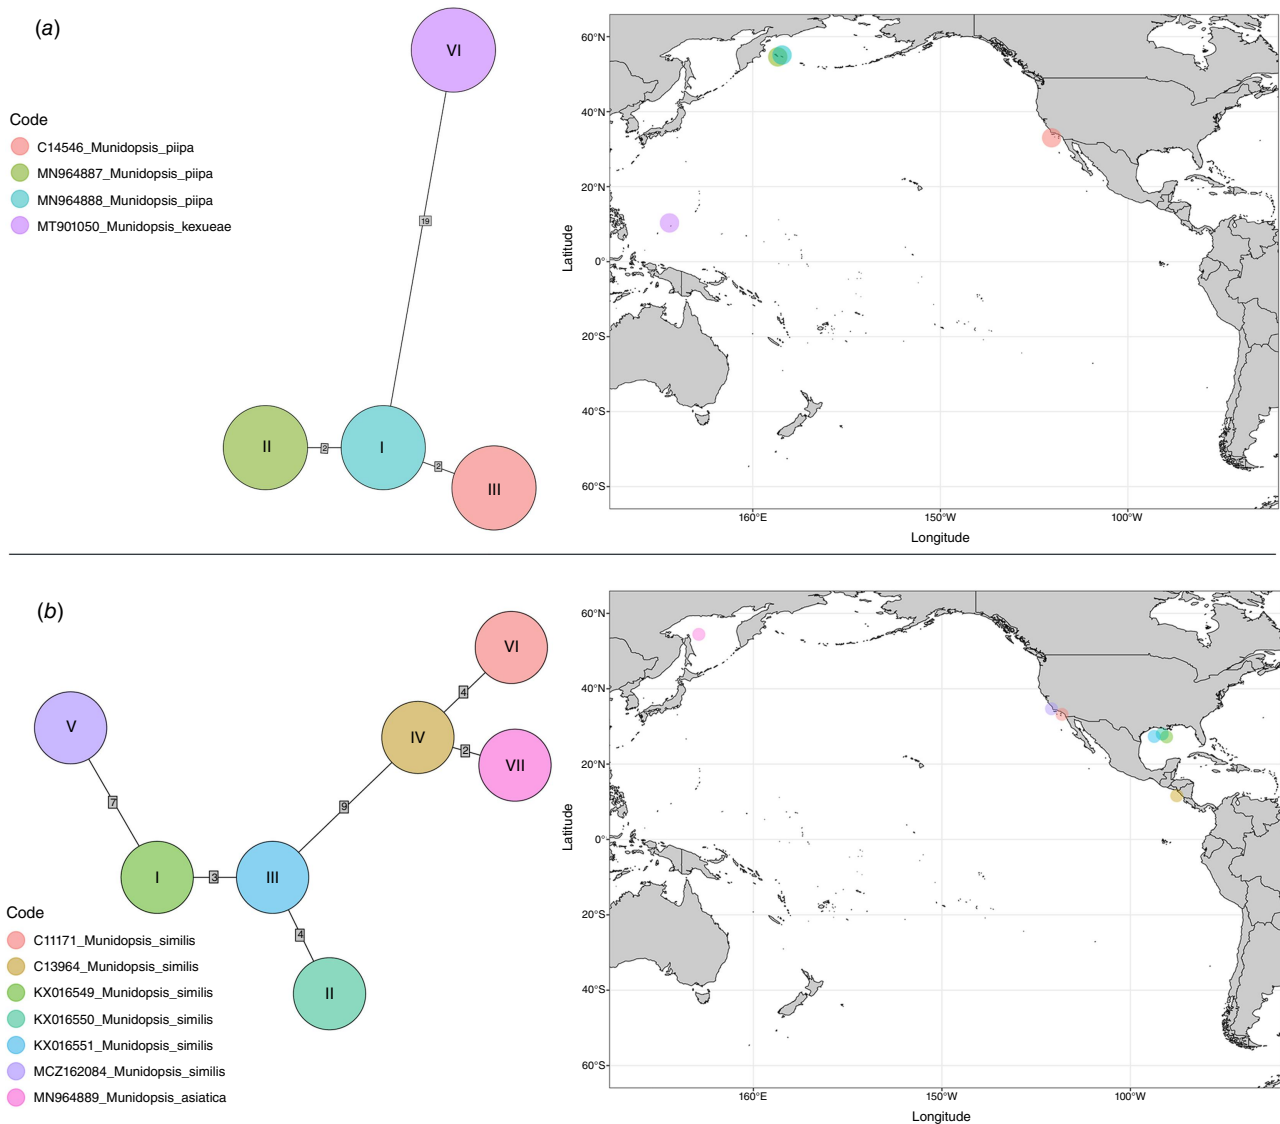 (a)
VI
Code
C14546_Munidopsis_piipa
MN964887_Munidopsis_piipa
MN964888_Munidopsis_piipa
MT901050_Munidopsis_kexueae
19
II
2
I
2
III
Latitude
60°N
40°N
20°N
0°
20°S
40°S
60°S
160°E
150°W
100°W
Longitude
(b)
VI
4
V
IV
2
VII
7
9
I
3
III
4
II
Code
C11171_Munidopsis_similis
C13964_Munidopsis_similis
KX016549_Munidopsis_similis
KX016550_Munidopsis_similis
KX016551_Munidopsis_similis
MCZ162084_Munidopsis_similis
MN964889_Munidopsis_asiatica
Latitude
60°N
40°N
20°N
0°
20°S
40°S
60°S
160°E
150°W
100°W
Longitude